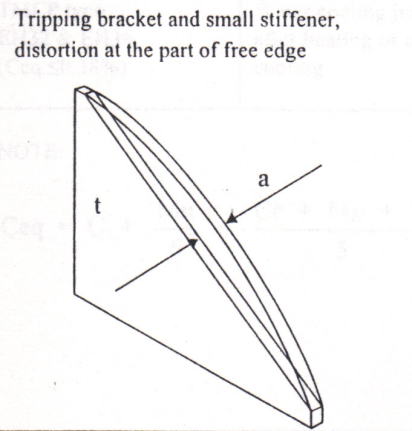 Tripping bracket and small stiffener,
distortion at the part of free edge
a
t